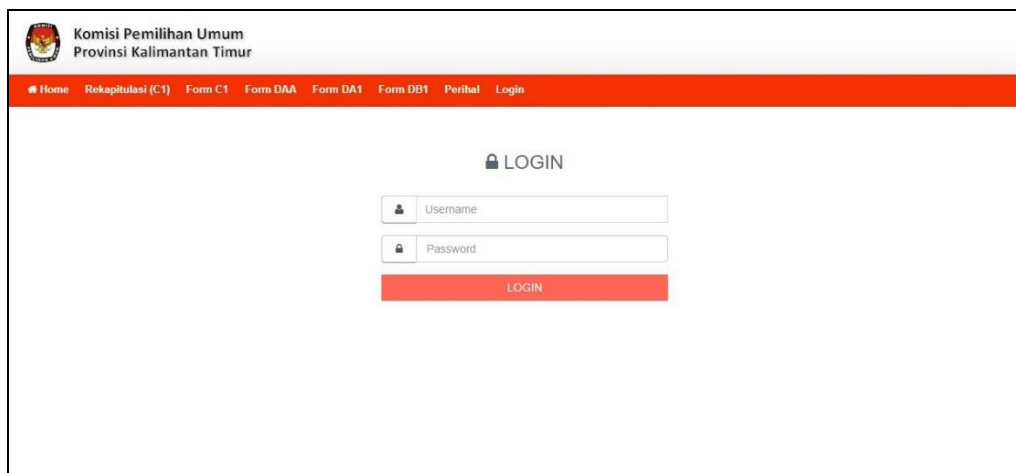 Komisi Pemilihan Umum
Provinsi Kalimantan Timur
Home Rekapitulasi (C1) Form C1 Form DAA Form DA1 Form DB1 Perihal Login
LOGIN
Username
Password
LOGIN